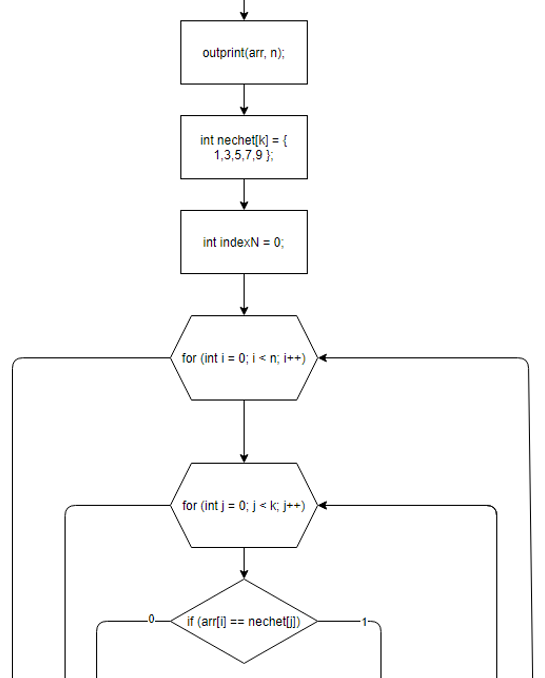 outprint(arr, n);
int nechet[k] = {
1,3,5,7,9 };
int indexN = 0;
for (int i = 0; i < n; i++)
for (int j = 0; j < k; j++)
0
if (arr[i] == nechet[j])
1